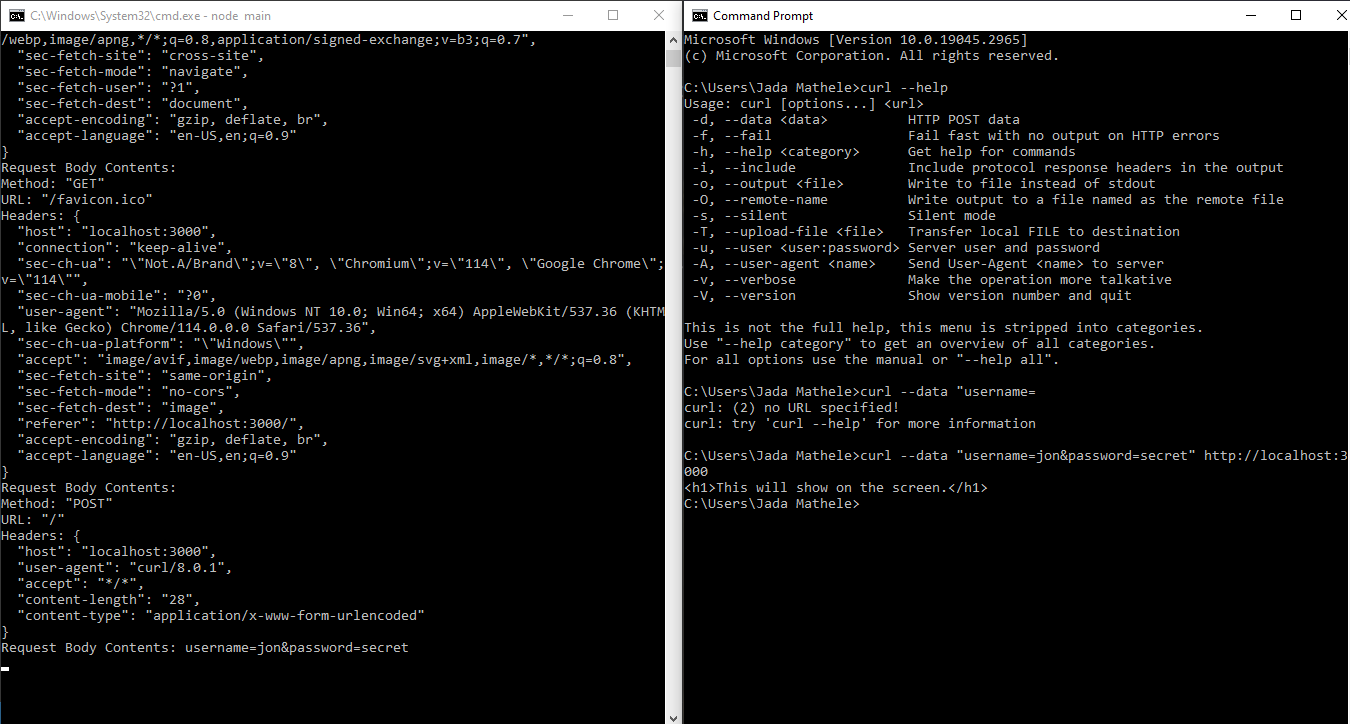 C:\Windows\System32\cmd.exe - node  main
/webp,image/apng,*/*;q=0.8,application/signed-exchange;v=b3;q=0.7",
  "sec-fetch-site": "cross-site",
  "sec-fetch-mode": "navigate",
  "sec-fetch-user": "?1",
  "sec-fetch-dest": "document",
  "accept-encoding": "gzip, deflate, br",
  "accept-language": "en-US,en;q=0.9"
}
Request Body Contents:
Method: "GET"
URL: "/favicon.ico"
Headers: {
  "host": "localhost:3000",
  "connection": "keep-alive",
  "sec-ch-ua": "\"Not.A/Brand\";v=\"8\", \"Chromium\";v=\"114\", \"Google Chrome\";
v=\"114\"",
  "sec-ch-ua-mobile": "?0",
  "user-agent": "Mozilla/5.0 (Windows NT 10.0; Win64; x64) AppleWebKit/537.36 (KHTM
L, like Gecko) Chrome/114.0.0.0 Safari/537.36",
  "sec-ch-ua-platform": "\"Windows\"",
  "accept": "image/avif,image/webp,image/apng,image/svg+xml,image/*,*/*;q=0.8",
  "sec-fetch-site": "same-origin",
  "sec-fetch-mode": "no-cors",
  "sec-fetch-dest": "image",
  "referer": "http://localhost:3000/",
  "accept-encoding": "gzip, deflate, br",
  "accept-language": "en-US,en;q=0.9"
}
Request Body Contents:
Method: "POST"
URL: "/"
Headers: {
  "host": "localhost:3000",
  "user-agent": "curl/8.0.1",
  "accept": "*/*",
  "content-length": "28",
  "content-type": "application/x-www-form-urlencoded"
}
Request Body Contents: username=jon&password=secret
Command Prompt
Microsoft Windows [Version 10.0.19045.2965]
(c) Microsoft Corporation. All rights reserved.
C:\Users\Jada Mathele>curl --help
Usage: curl [options...] <url>
 -d, --data <data>          HTTP POST data
 -f, --fail                 Fail fast with no output on HTTP errors
 -h, --help <category>      Get help for commands
 -i, --include              Include protocol response headers in the output
 -o, --output <file>        Write to file instead of stdout
 -O, --remote-name          Write output to a file named as the remote file
 -s, --silent               Silent mode
 -T, --upload-file <file>   Transfer local FILE to destination
 -u, --user <user:password> Server user and password
 -A, --user-agent <name>    Send User-Agent <name> to server
 -v, --verbose              Make the operation more talkative
 -V, --version              Show version number and quit
This is not the full help, this menu is stripped into categories.
Use "--help category" to get an overview of all categories.
For all options use the manual or "--help all".
C:\Users\Jada Mathele>curl --data "username=
curl: (2) no URL specified!
curl: try 'curl --help' for more information
C:\Users\Jada Mathele>curl --data "username=jon&password=secret" http://localhost:3
000
<h1>This will show on the screen.</h1>
C:\Users\Jada Mathele>